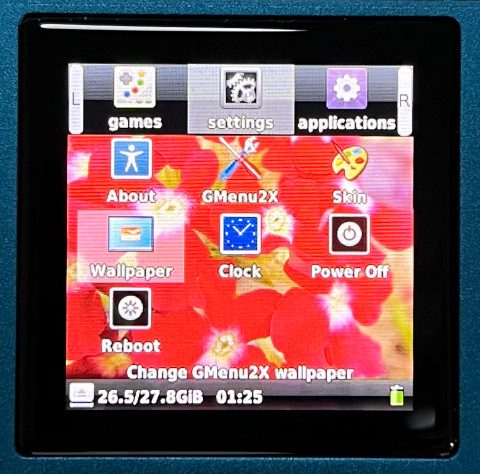 L
R
games settings applications
About GMenu2X Skin
Wallpaper Clock Power Off
Reboot
Change GMenu2X wallpaper
26.5/27.8GiB 01:25